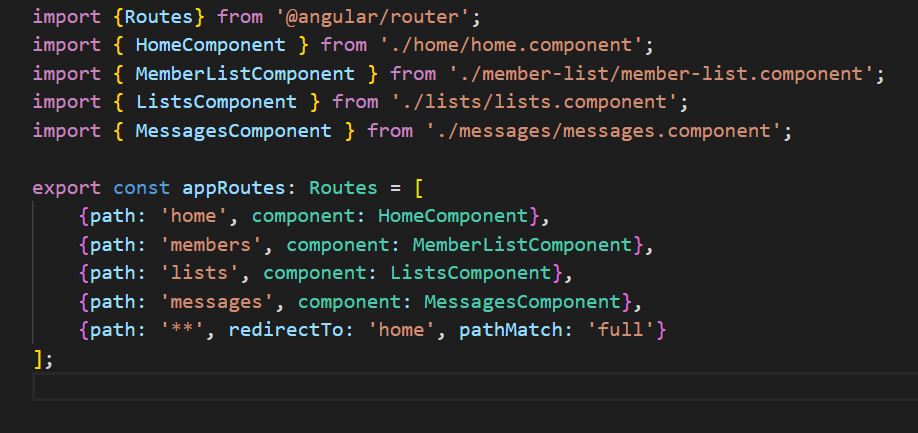 import {Routes} from '@angular/router';
import { HomeComponent } from './home/home.component';
import { MemberListComponent } from './member-list/member-list.component';
import { ListsComponent } from './lists/lists.component';
import { MessagesComponent } from './messages/messages.component';
export const appRoutes: Routes = [
{path: 'home', component: HomeComponent},
{path: 'members', component: MemberListComponent},
{path: 'lists', component: ListsComponent},
{path: 'messages', component: MessagesComponent},
{path: '**', redirectTo: 'home', pathMatch: 'full'}
];